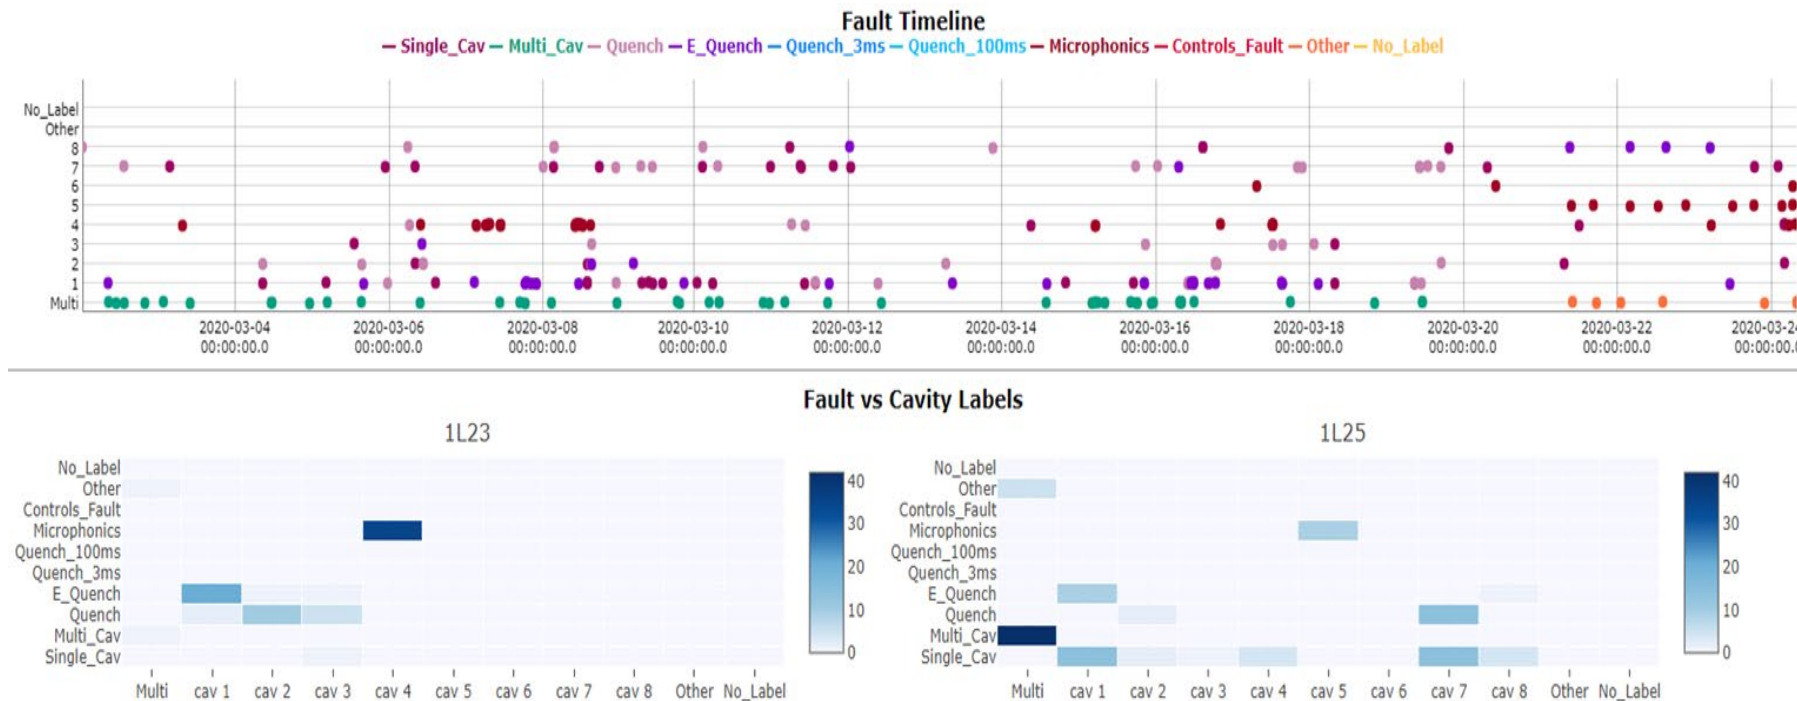 Fault Timeline
Single_Cav Multi_Cav Quench E_Quench Quench_3ms Quench_100ms Microphonics Controls_Fault Other No_Label
No_Label
Other
8
7
6
5
4
3
2
1
Multi
2020-03-04 2020-03-06 2020-03-08 2020-03-10 2020-03-12 2020-03-14 2020-03-16 2020-03-18 2020-03-20 2020-03-22 2020-03-24
00:00:00.0 00:00:00.0 00:00:00.0 00:00:00.0 00:00:00.0 00:00:00.0 00:00:00.0 00:00:00.0 00:00:00.0 00:00:00.0 00:00:00.0
Fault vs Cavity Labels
1L23
No_Label
Other
Controls_Fault
Microphonics
Quench_100ms
Quench_3ms
E_Quench
Quench
Multi_Cav
Single_Cav
Multi cav 1 cav 2 cav 3 cav 4 cav 5 cav 6 cav 7 cav 8 Other No_Label
40
30
20
10
0
1L25
No_Label
Other
Controls_Fault
Microphonics
Quench_100ms
Quench_3ms
E_Quench
Quench
Multi_Cav
Single_Cav
Multi cav 1 cav 2 cav 3 cav 4 cav 5 cav 6 cav 7 cav 8 Other No_Label
40
30
20
10
0